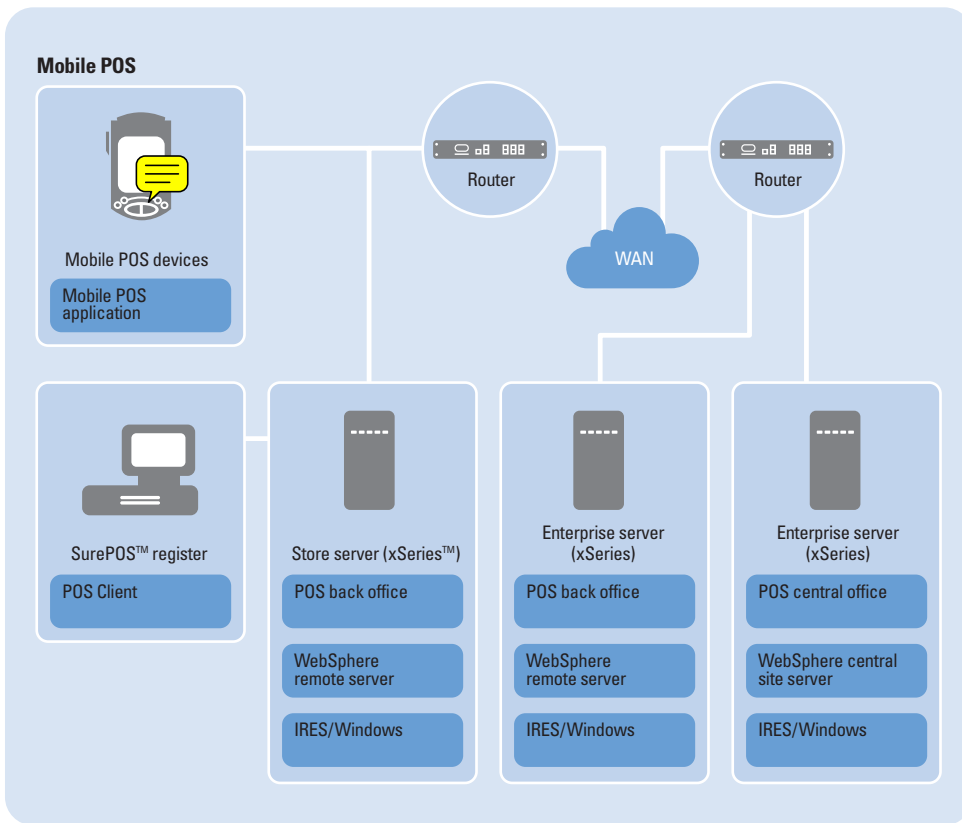 Mobile POS
Router
Router
WAN
Mobile POS devices
Mobile POS
application
SurePOS™ register
POS Client
Store server (xSeries™)
POS back office
WebSphere
remote server
IRES/Windows
Enterprise server
(xSeries)
POS back office
WebSphere
remote server
IRES/Windows
Enterprise server
(xSeries)
POS central office
WebSphere central
site server
IRES/Windows